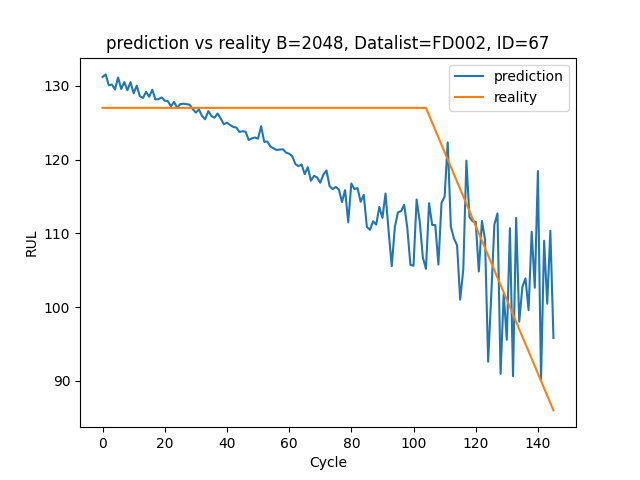 prediction vs reality B=2048, Datalist=FD002, ID=67
prediction
reality
130
120
110
100
90
RUL
0 20 40 60 80 100 120 140
Cycle